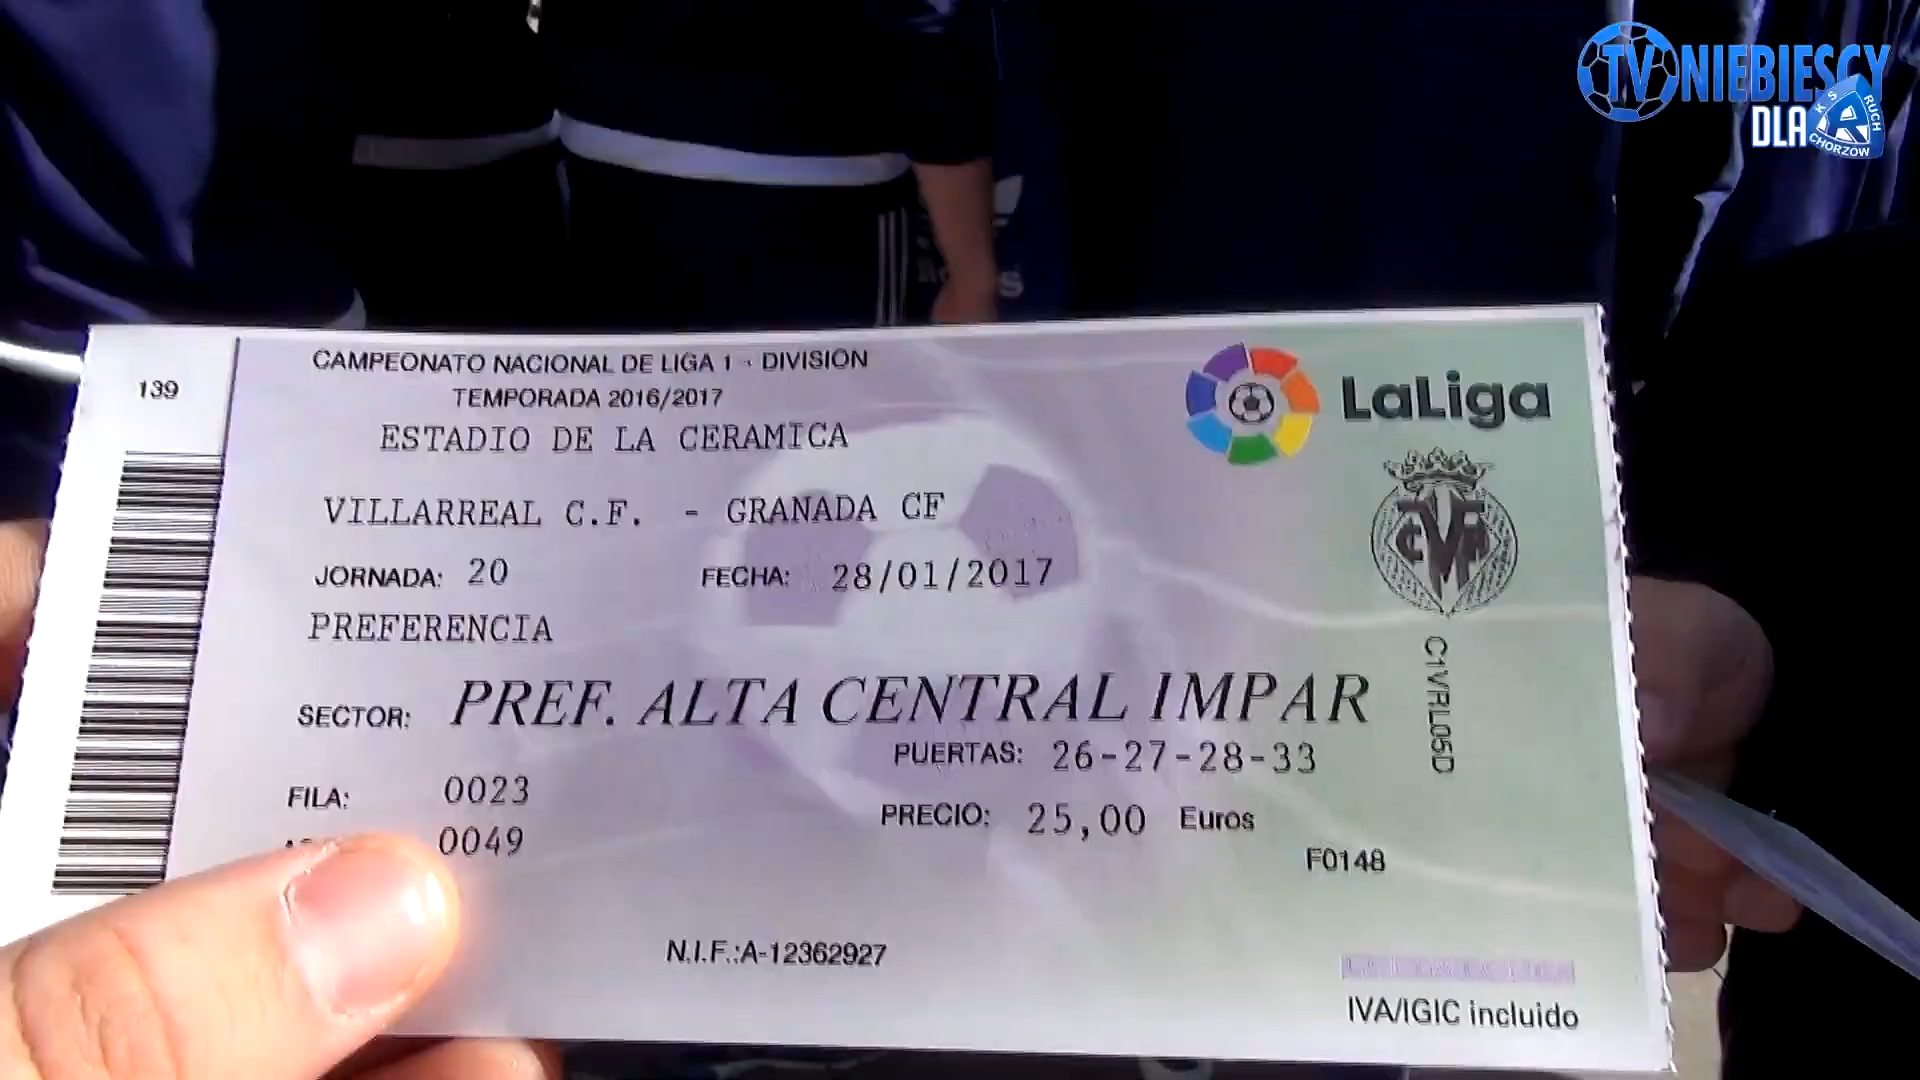 TV NIEBIESCY
DLA
KS RUCH CHORZOW
139
CAMPEONATO NACIONAL DE LIGA 1 - DIVISION
TEMPORADA 2016/2017
ESTADIO DE LA CERAMICA
LaLiga
VILLARREAL C.F. - GRANADA CF
JORNADA: 20 FECHA: 28/01/2017
PREFERENCIA
SECTOR: PREF. ALTA CENTRAL IMPAR
C1VRL05D
PUERTAS: 26-27-28-33
FILA: 0023
PRECIO: 25,00 Euros
0049
F0148
N.I.F.:A-12362927
IVA/IGIC incluido